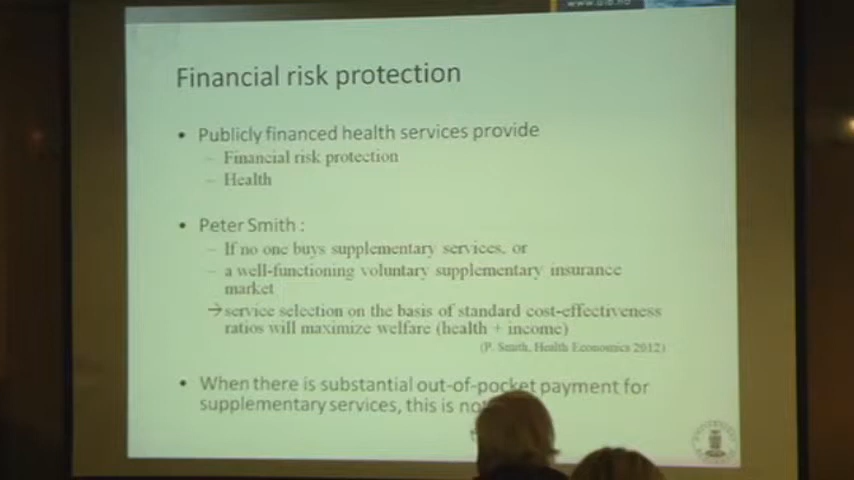 www.uib.no
Financial risk protection
• Publicly financed health services provide
– Financial risk protection
– Health
• Peter Smith :
– If no one buys supplementary services, or
– a well-functioning voluntary supplementary insurance
market
→service selection on the basis of standard cost-effectiveness
ratios will maximize welfare (health + income)
(P. Smith, Health Economics 2012)
• When there is substantial out-of-pocket payment for
supplementary services, this is no